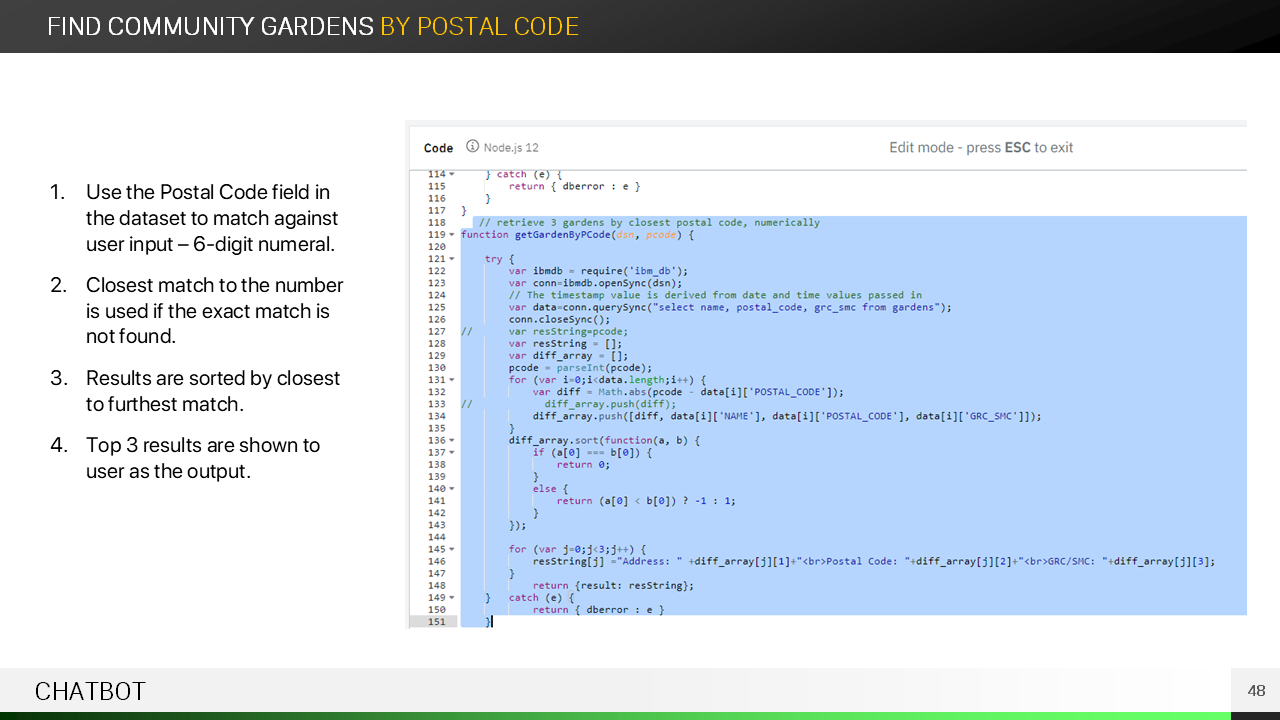 FIND COMMUNITY GARDENS BY POSTAL CODE
1. Use the Postal Code field in
the dataset to match against
user input – 6-digit numeral.
2. Closest match to the number
is used if the exact match is
not found.
3. Results are sorted by closest
to furthest match.
4. Top 3 results are shown to
user as the output.
Code Node.js 12 Edit mode - press ESC to exit
114 } catch (e) {
115 return { dberror : e }
116 }
117 }
118 // retrieve 3 gardens by closest postal code, numerically
119 function getGardenByPCode(dsn, pcode) {
120
121 try {
122 var ibmdb = require('ibm_db');
123 var conn=ibmdb.openSync(dsn);
124 // The timestamp value is derived from date and time values passed in
125 var data=conn.querySync("select name, postal_code, grc_smc from gardens");
126 conn.closeSync();
127 // var resString=pcode;
128 var resString = [];
129 var diff_array = [];
130 pcode = parseInt(pcode);
131 for (var i=0;i<data.length;i++) {
132 var diff = Math.abs(pcode - data[i]['POSTAL_CODE']);
133 // diff_array.push(diff);
134 diff_array.push([diff, data[i]['NAME'], data[i]['POSTAL_CODE'], data[i]['GRC_SMC']]);
135 }
136 diff_array.sort(function(a, b) {
137 if (a[0] === b[0]) {
138 return 0;
139 }
140 else {
141 return (a[0] < b[0]) ? -1 : 1;
142 }
143 });
144
145 for (var j=0;j<3;j++) {
146 resString[j] ="Address: " +diff_array[j][1]+"<br>Postal Code: "+diff_array[j][2]+"<br>GRC/SMC: "+diff_array[j][3];
147 }
148 return {result: resString};
149 } catch (e) {
150 return { dberror : e }
151 }
CHATBOT
48